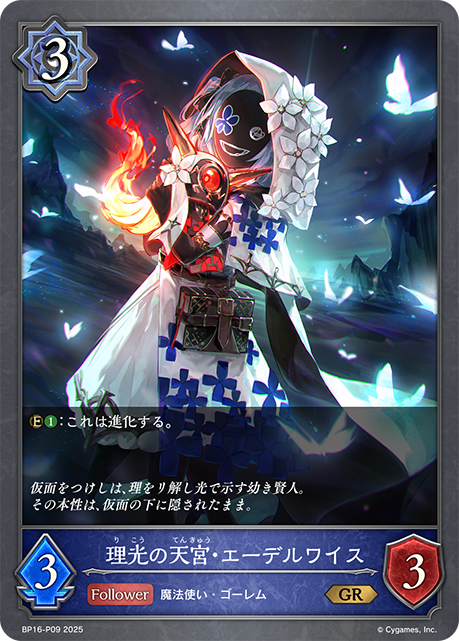 3
E 1:これは進化する。
仮面をつけしは、理をリ解し光で示す幼き賢人。
その本性は、仮面の下に隠されたまま。
りこう てんきゅう
理光の天宮・エーデルワイス
3
Follower 魔法使い・ゴーレム GR
3
BP16-P09 2025 © Cygames, Inc.